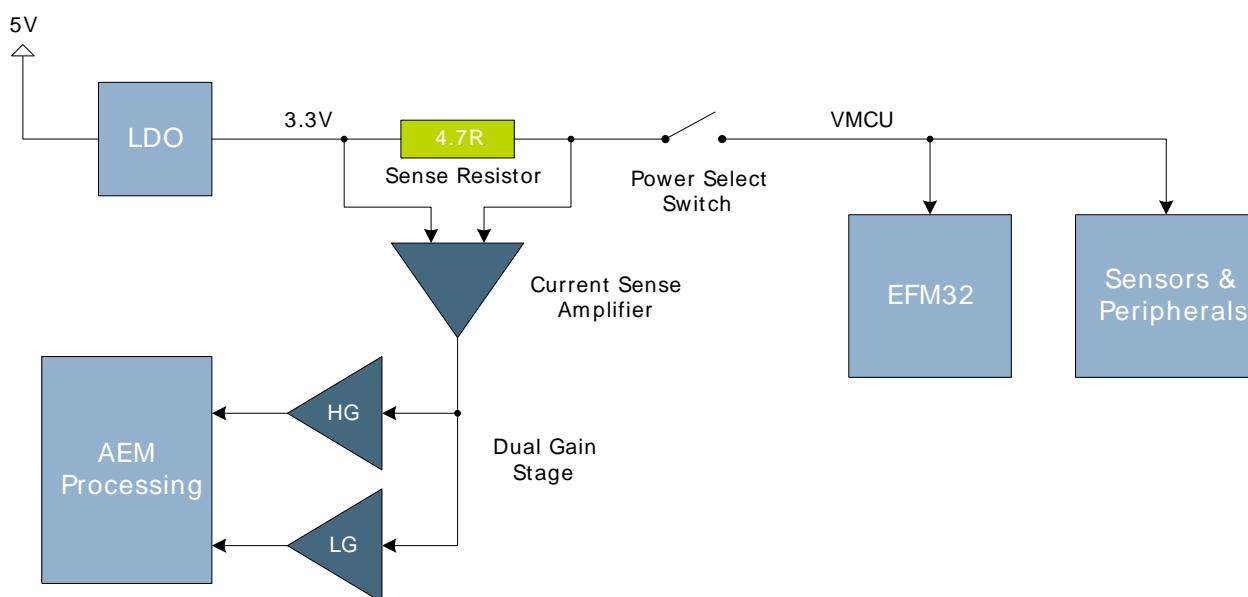 5V
LDO
3.3V
4.7R
Sense Resistor
Power Select
Switch
VMCU
EFM32
Sensors &
Peripherals
Current Sense
Amplifier
HG
AEM
Processing
Dual Gain
Stage
LG